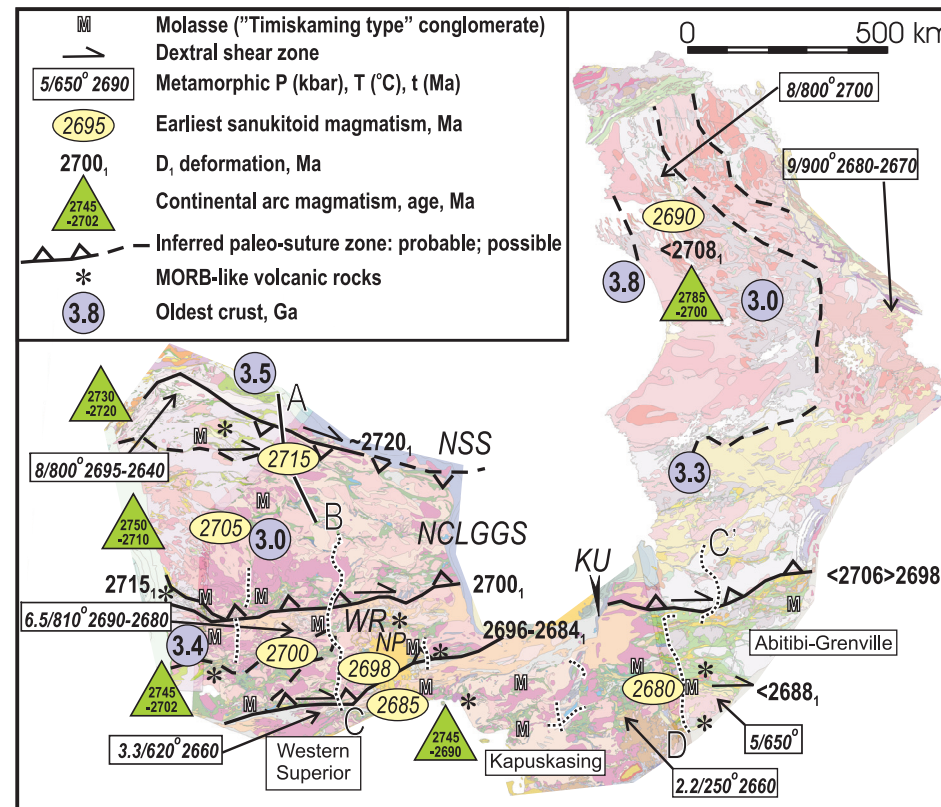 M Molasse ("Timiskaming type" conglomerate)
Dextral shear zone
5/650° 2690 Metamorphic P (kbar), T (°C), t (Ma)
2695 Earliest sanukitoid magmatism, Ma
2700₁ D₁ deformation, Ma
2745
-2702 Continental arc magmatism, age, Ma
Inferred paleo-suture zone: probable; possible
* MORB-like volcanic rocks
3.8 Oldest crust, Ga
0 500 km
8/800° 2700
9/900° 2680-2670
2690
<2708₁
3.8
2785
-2700
3.0
3.5
A
2730
-2720
M *
~2720₁
NSS
2715
8/800° 2695-2640
3.3
M
B
2705
3.0
NCLGGS
2750
-2710
C'
KU
2715₁
*
M
M
2700₁
<2706>2698₁
6.5/810° 2690-2680
M
M
WR *
2696-2684₁
M
Abitibi-Grenville
3.4
2700
NP
M *
*
2698
M
*
2680
M
<2688₁
2745
-2702
M
C
2685
M
*
M
M
*
5/650°
3.3/620° 2660
Western
Superior
2745
-2690
Kapuskasing
D
2.2/250° 2660